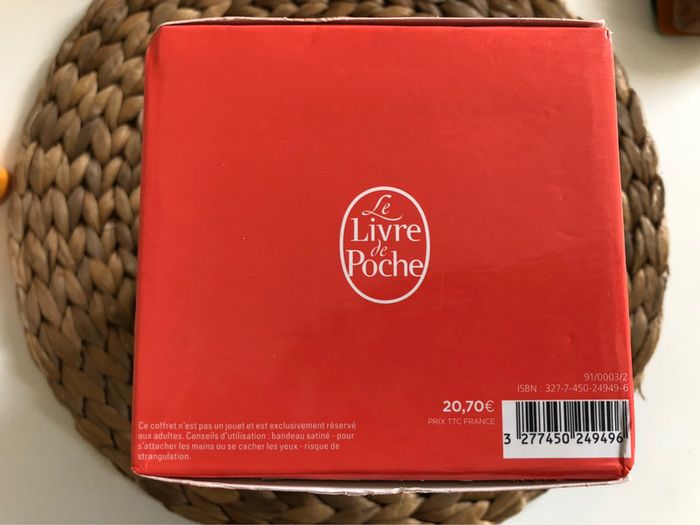 Le
Livre
de
Poche
91/0003/2
ISBN : 327-7-450-24949-6
20,70€
PRIX TTC FRANCE
3 277450 249496
Ce coffret n'est pas un jouet et est exclusivement réservé
aux adultes. Conseils d'utilisation : bandeau satiné - pour
s'attacher les mains ou se cacher les yeux - risque de
strangulation.